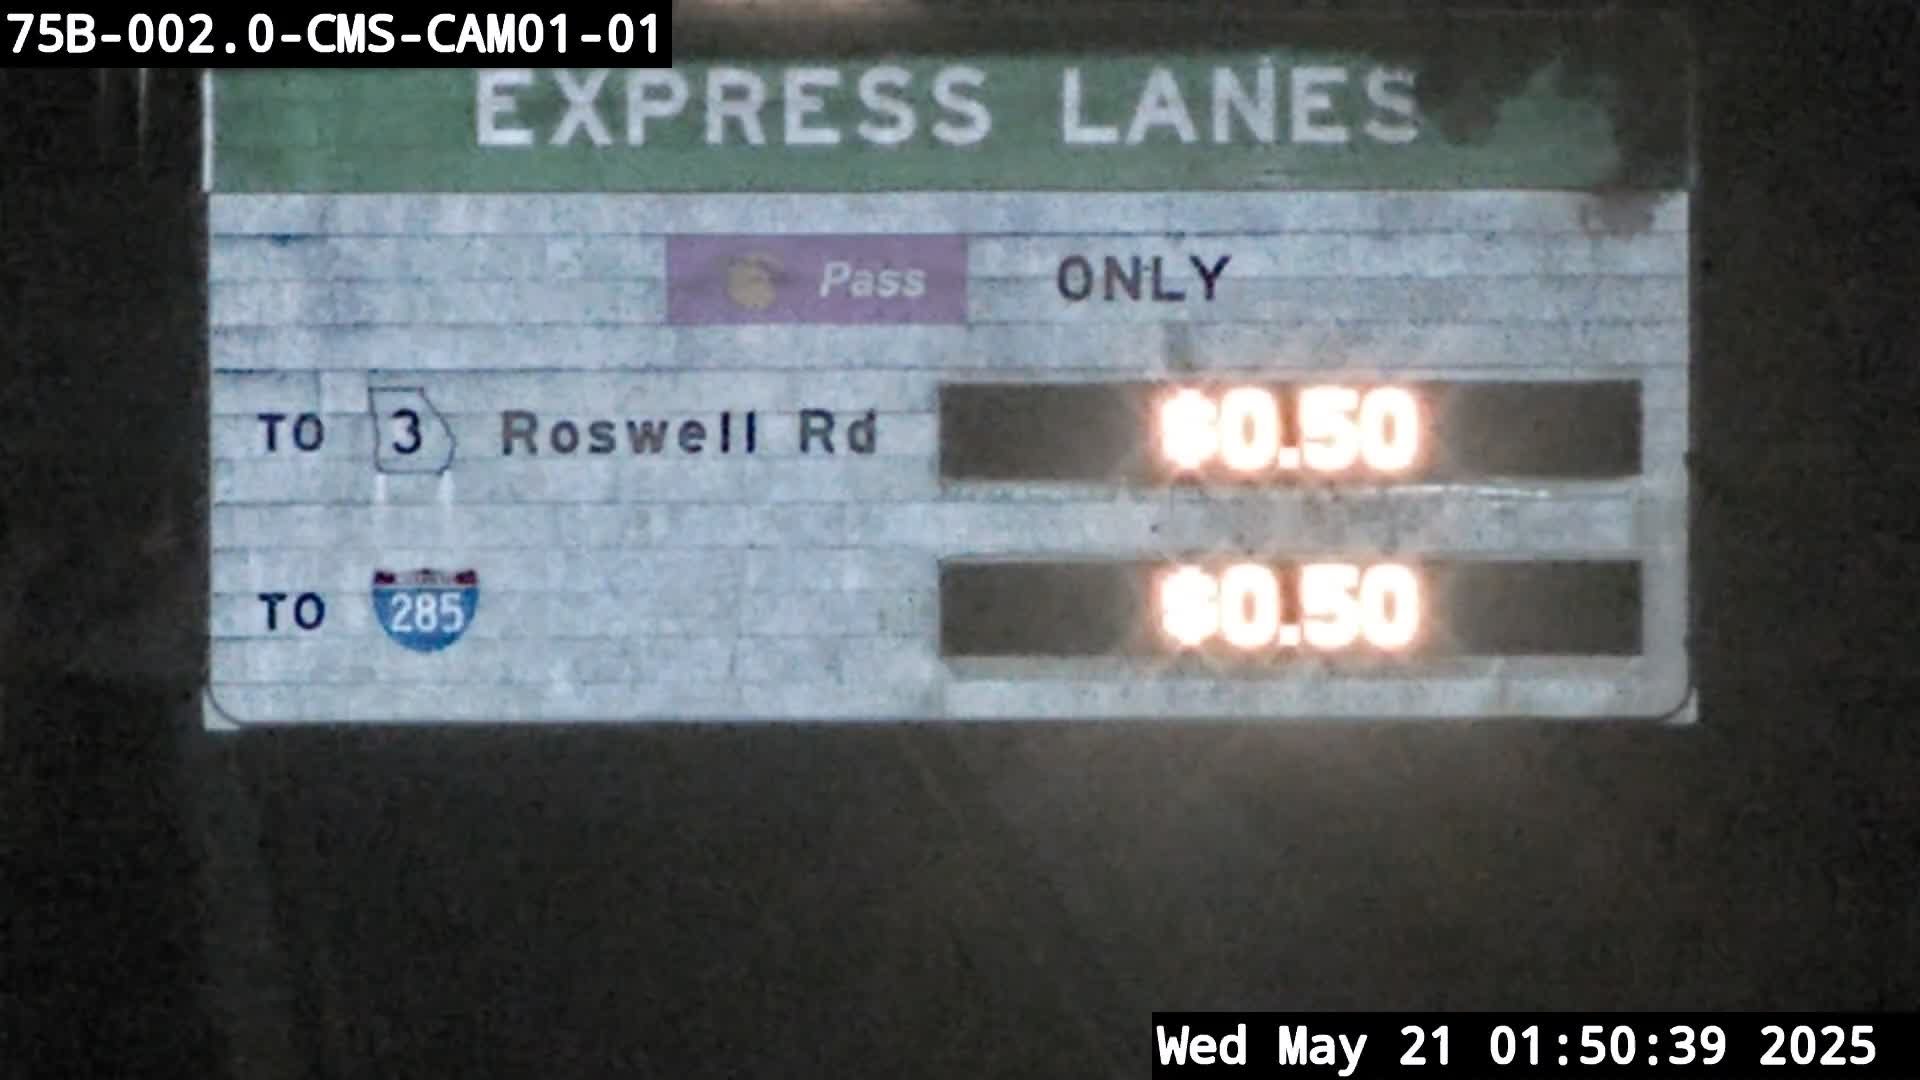 75B-002.0-CMS-CAM01-01
EXPRESS LANES
Pass ONLY
TO 3 Roswell Rd $0.50
TO 285 $0.50
Wed May 21 01:50:39 2025